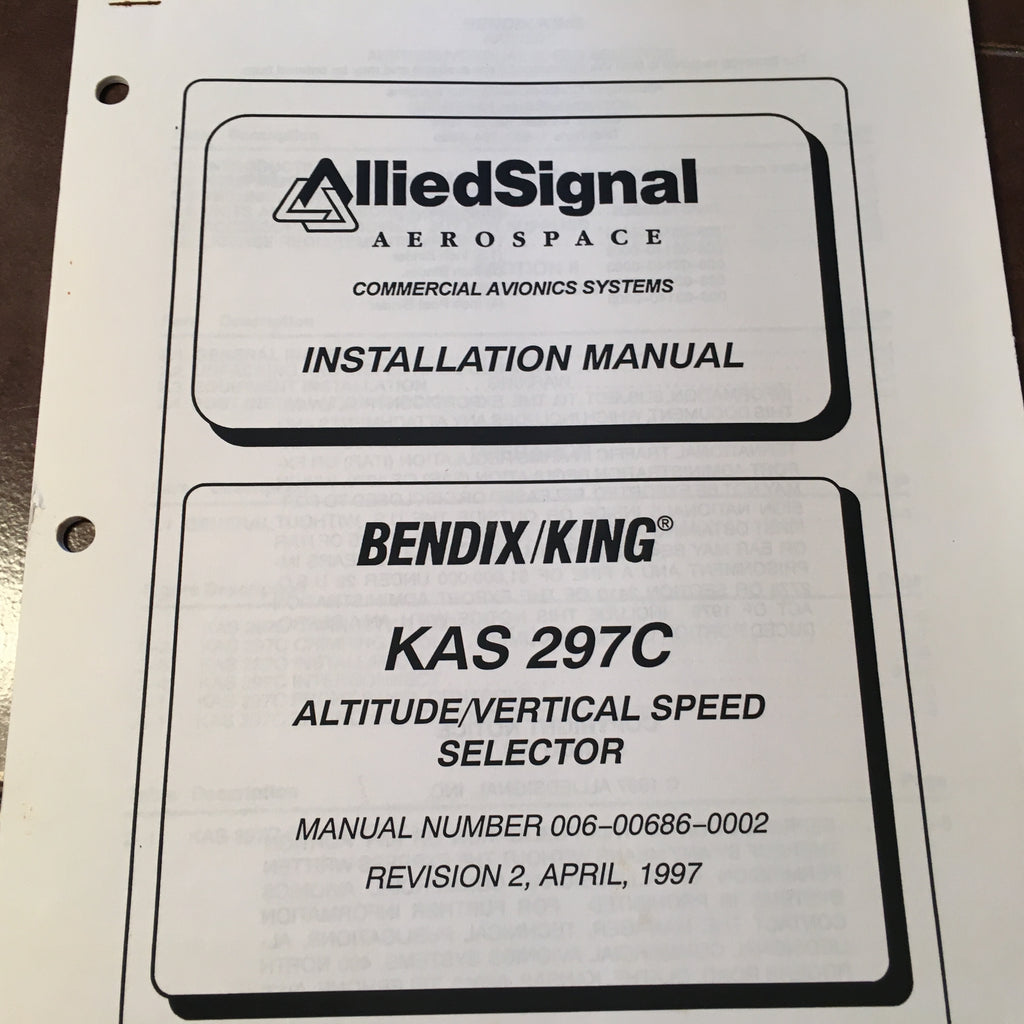 AlliedSignal
AEROSPACE
COMMERCIAL AVIONICS SYSTEMS
INSTALLATION MANUAL
BENDIX/KING®
KAS 297C
ALTITUDE/VERTICAL SPEED
SELECTOR
MANUAL NUMBER 006-00686-0002
REVISION 2, APRIL, 1997